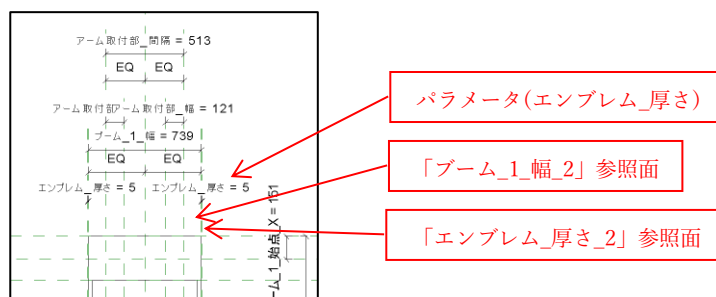 アーム取付部_間隔 = 513
EQ EQ
アーム取付部 アーム取付部_幅 = 121
ブーム_1_幅 = 739
EQ EQ
エンブレム_厚さ = 5 エンブレム_厚さ = 5
ーム_1_始点_X = 151
パラメータ(エンブレム_厚さ)
「ブーム_1_幅_2」参照面
「エンブレム_厚さ_2」参照面